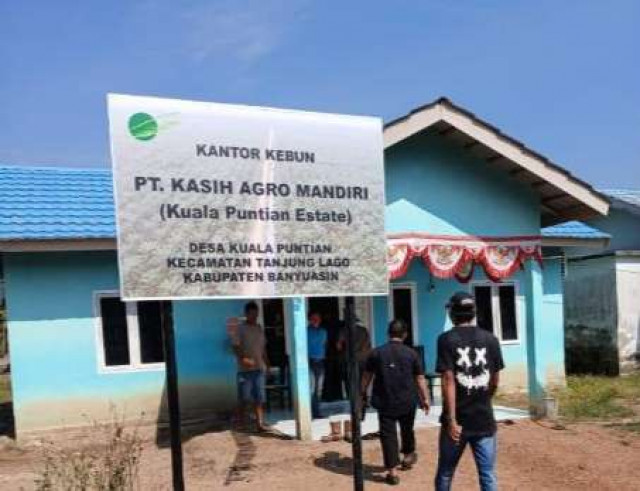 KANTOR KEBUN
PT. KASIH AGRO MANDIRI
(Kuala Puntian Estate)
DESA KUALA PUNTIAN
KECAMATAN TANJUNG LAGO
KABUPATEN BANYUASIN